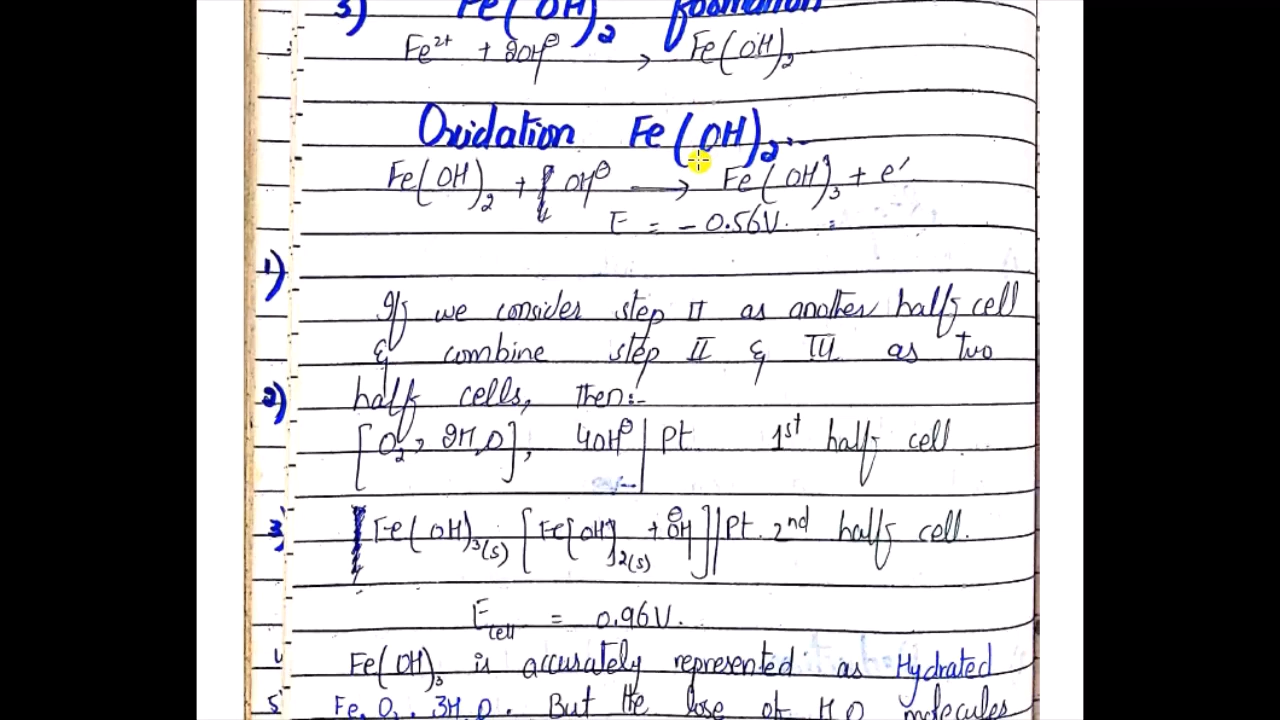 3) Fe(OH)₂ formation
Fe²⁺ + 2OH⊖ → Fe(OH)₂
Oxidation Fe(OH)₂
Fe(OH)₂ + OH⊖ → Fe(OH)₃ + e′
E = -0.56V.
1)
If we consider step II as another half cell
& combine step II & III as two
2) half cells, then:-
[O₂, 2H₂O], 4OH⊖ | Pt 1st half cell
3) Fe(OH)₃(s) [Fe[OH]₂(s) + ⊖OH] | Pt 2nd half cell.
E cell = 0.96V.
4 Fe(OH)₃ is accurately represented as Hydrated
5 Fe₂O₃. 3H₂O. But the lose of H₂O molecules